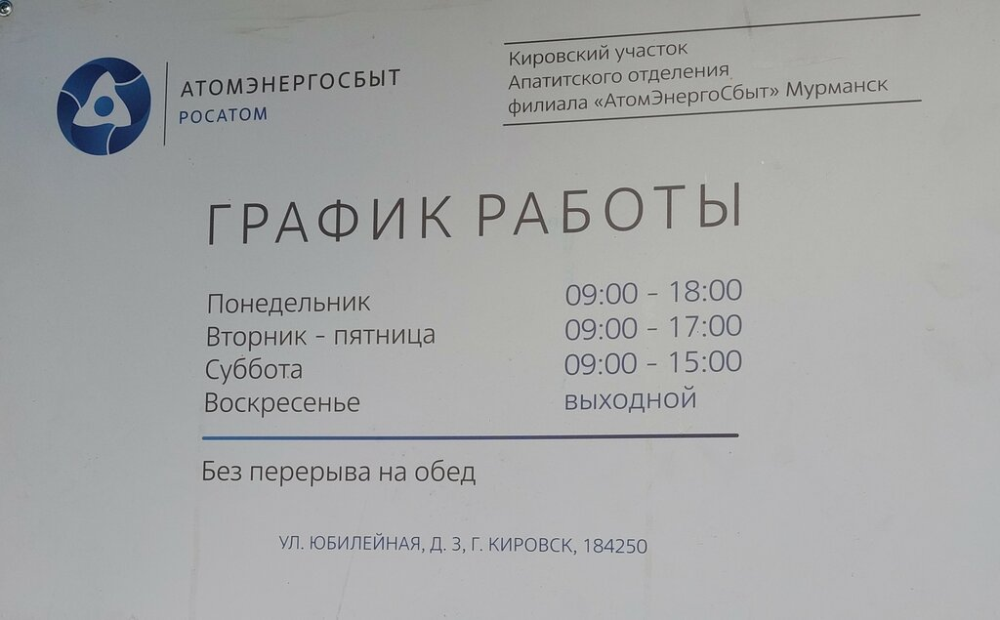 АТОМЭНЕРГОСБЫТ
РОСАТОМ
Кировский участок
Апатитского отделения
филиала «АтомЭнергоСбыт» Мурманск
ГРАФИК РАБОТЫ
Понедельник 09:00 - 18:00
Вторник - пятница 09:00 - 17:00
Суббота 09:00 - 15:00
Воскресенье выходной
Без перерыва на обед
УЛ. ЮБИЛЕЙНАЯ, Д. 3, Г. КИРОВСК, 184250